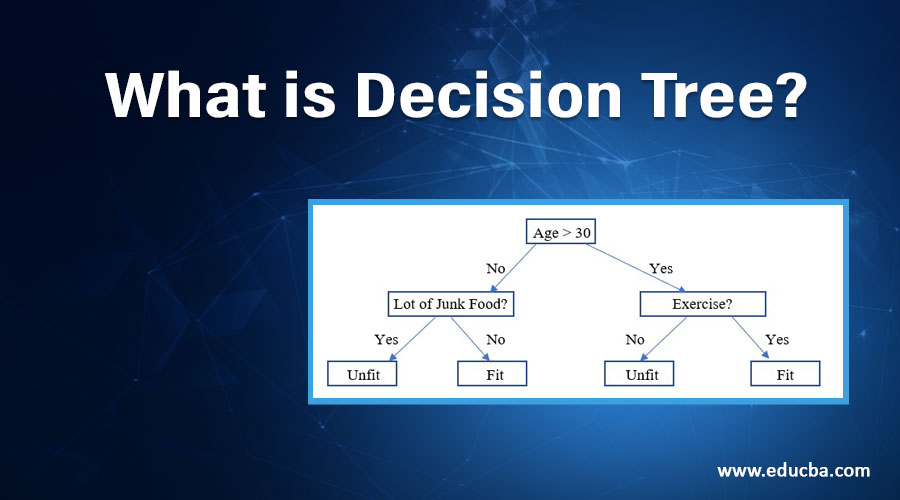 What is Decision Tree?
Age > 30
No
Yes
Lot of Junk Food?
Exercise?
Yes
No
No
Yes
Unfit
Fit
Unfit
Fit
www.educba.com